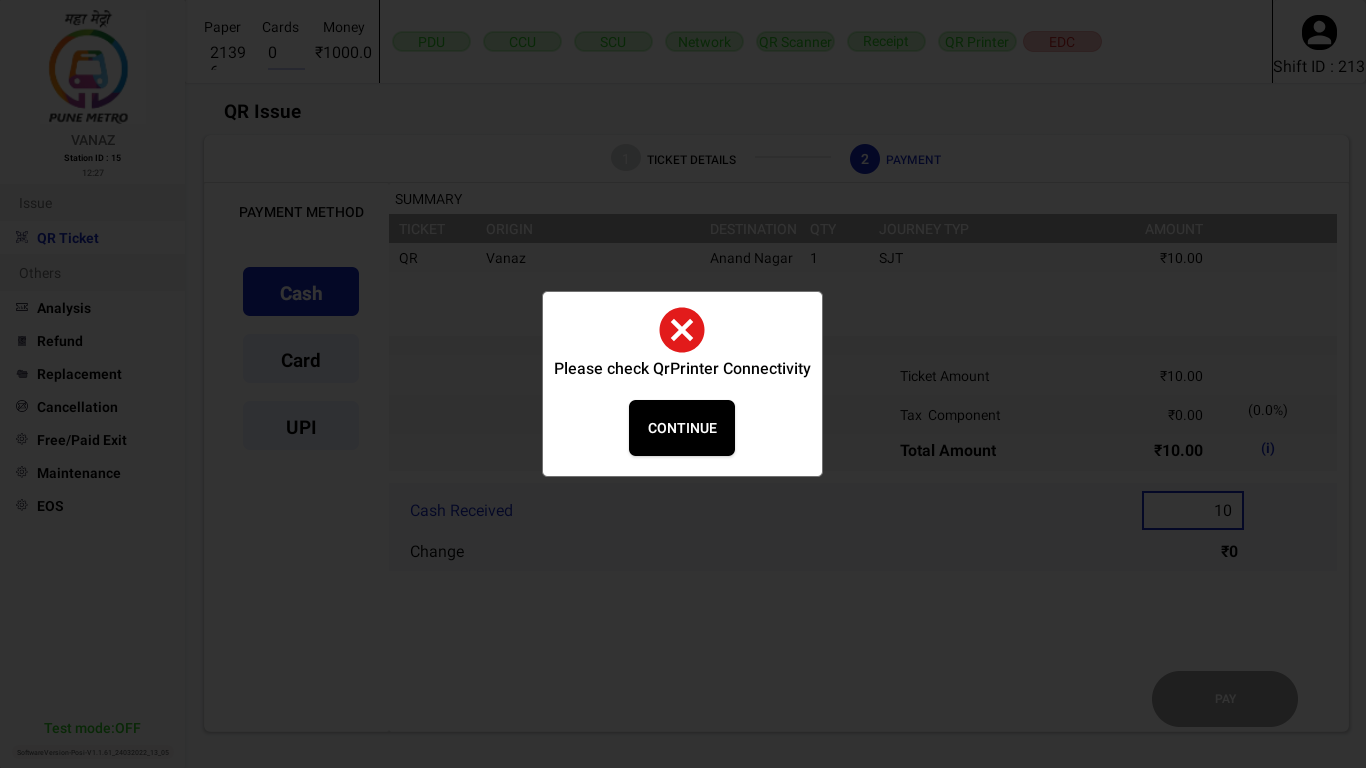 महा मेट्रो
PUNE METRO
VANAZ
Station ID : 15
12:27
Issue
QR Ticket
Others
Analysis
Refund
Replacement
Cancellation
Free/Paid Exit
Maintenance
EOS
Test mode:OFF
Paper Cards Money
2139 0 ₹1000.0
PDU CCU SCU Network QR Scanner Receipt QR Printer EDC
Shift ID : 213
QR Issue
1 TICKET DETAILS 2 PAYMENT
PAYMENT METHOD
Cash
Card
UPI
SUMMARY
TICKET ORIGIN DESTINATION QTY JOURNEY TYP AMOUNT
QR Vanaz Anand Nagar 1 SJT ₹10.00
Please check QrPrinter Connectivity
CONTINUE
Ticket Amount ₹10.00
Tax Component ₹0.00 (0.0%)
Total Amount ₹10.00 (i)
Cash Received 10
Change ₹0
PAY